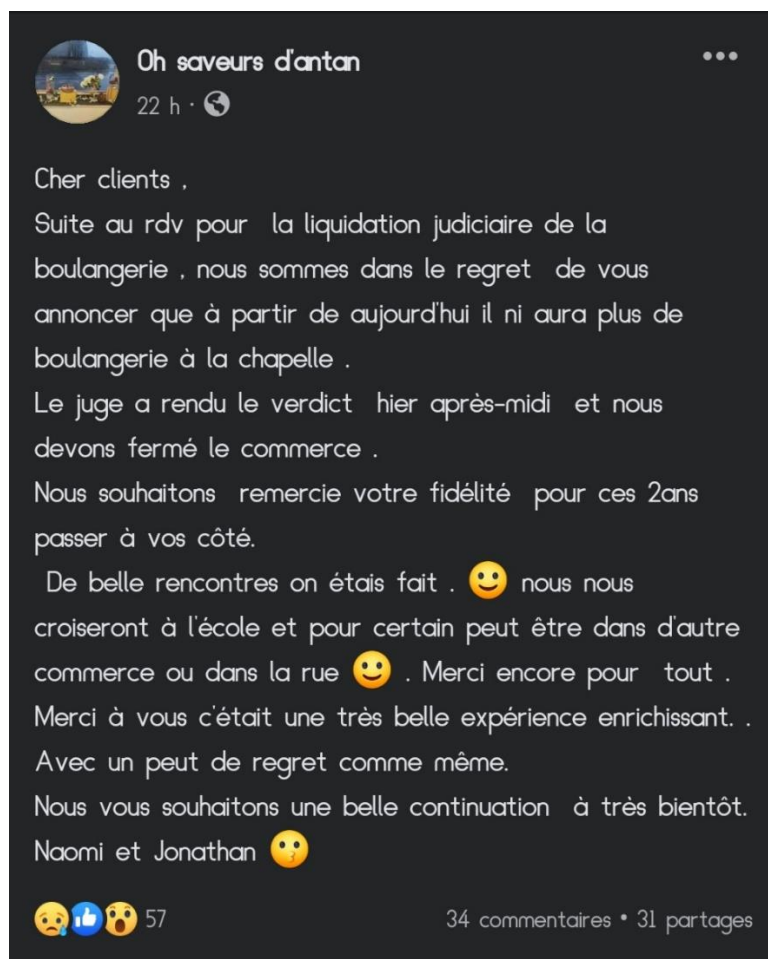 Oh saveurs d'antan
22 h ·
Cher clients ,
Suite au rdv pour la liquidation judiciaire de la
boulangerie , nous sommes dans le regret de vous
annoncer que à partir de aujourd'hui il ni aura plus de
boulangerie à la chapelle .
Le juge a rendu le verdict hier après-midi et nous
devons fermé le commerce .
Nous souhaitons remercie votre fidélité pour ces 2ans
passer à vos côté.
De belle rencontres on étais fait . 🙂 nous nous
croiseront à l'école et pour certain peut être dans d'autre
commerce ou dans la rue 🙂 . Merci encore pour tout .
Merci à vous c'était une très belle expérience enrichissant. .
Avec un peut de regret comme même.
Nous vous souhaitons une belle continuation à très bientôt.
Naomi et Jonathan 😗
57
34 commentaires • 31 partages